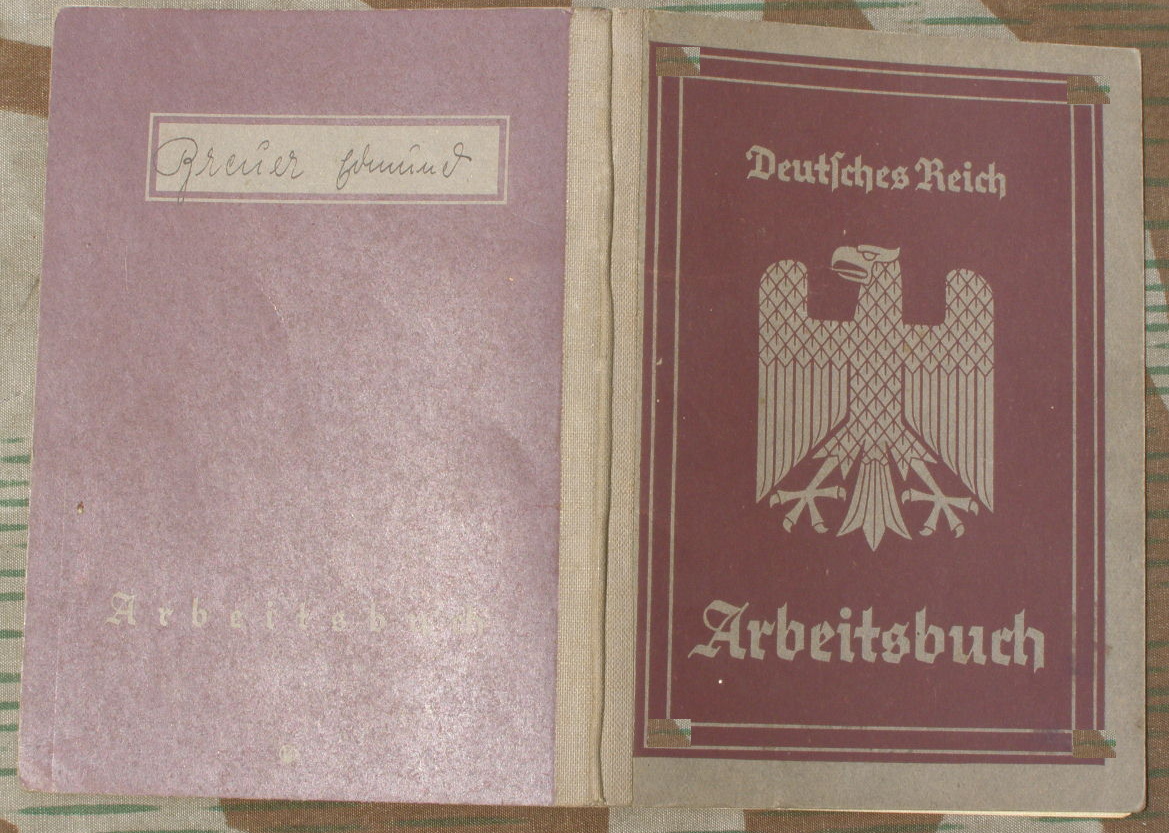 Breuer Edmund
Arbeitsbuch
Deutſches Reich
Arbeitsbuch